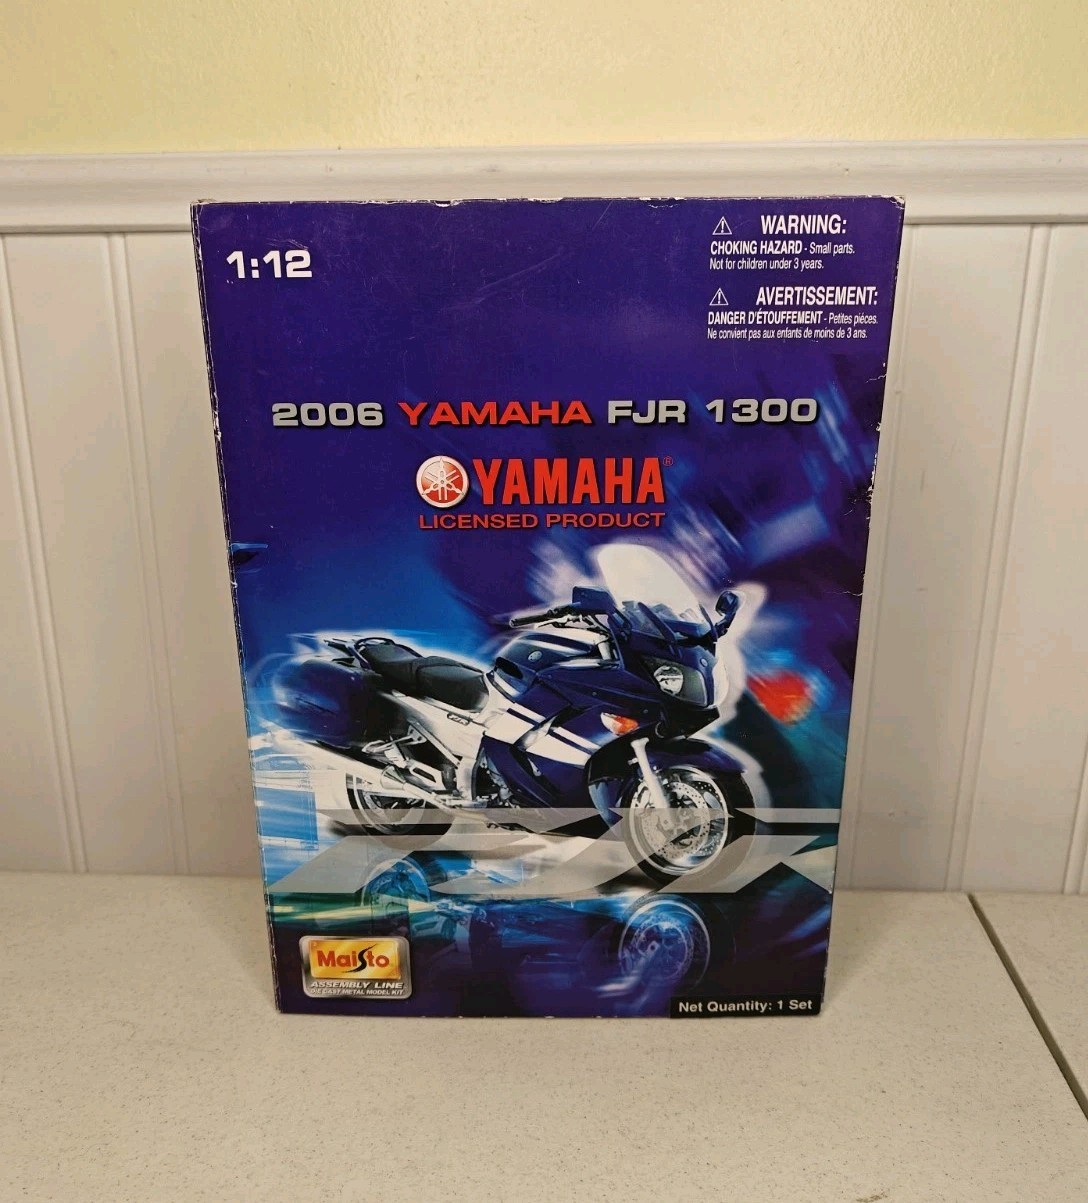 1:12
⚠ WARNING:
CHOKING HAZARD - Small parts.
Not for children under 3 years.
⚠ AVERTISSEMENT:
DANGER D'ÉTOUFFEMENT - Petites pièces.
Ne convient pas aux enfants de moins de 3 ans.
2006 YAMAHA FJR 1300
YAMAHA®
LICENSED PRODUCT
FJR
Maisto
ASSEMBLY LINE
DIE CAST METAL MODEL KIT
Net Quantity: 1 Set